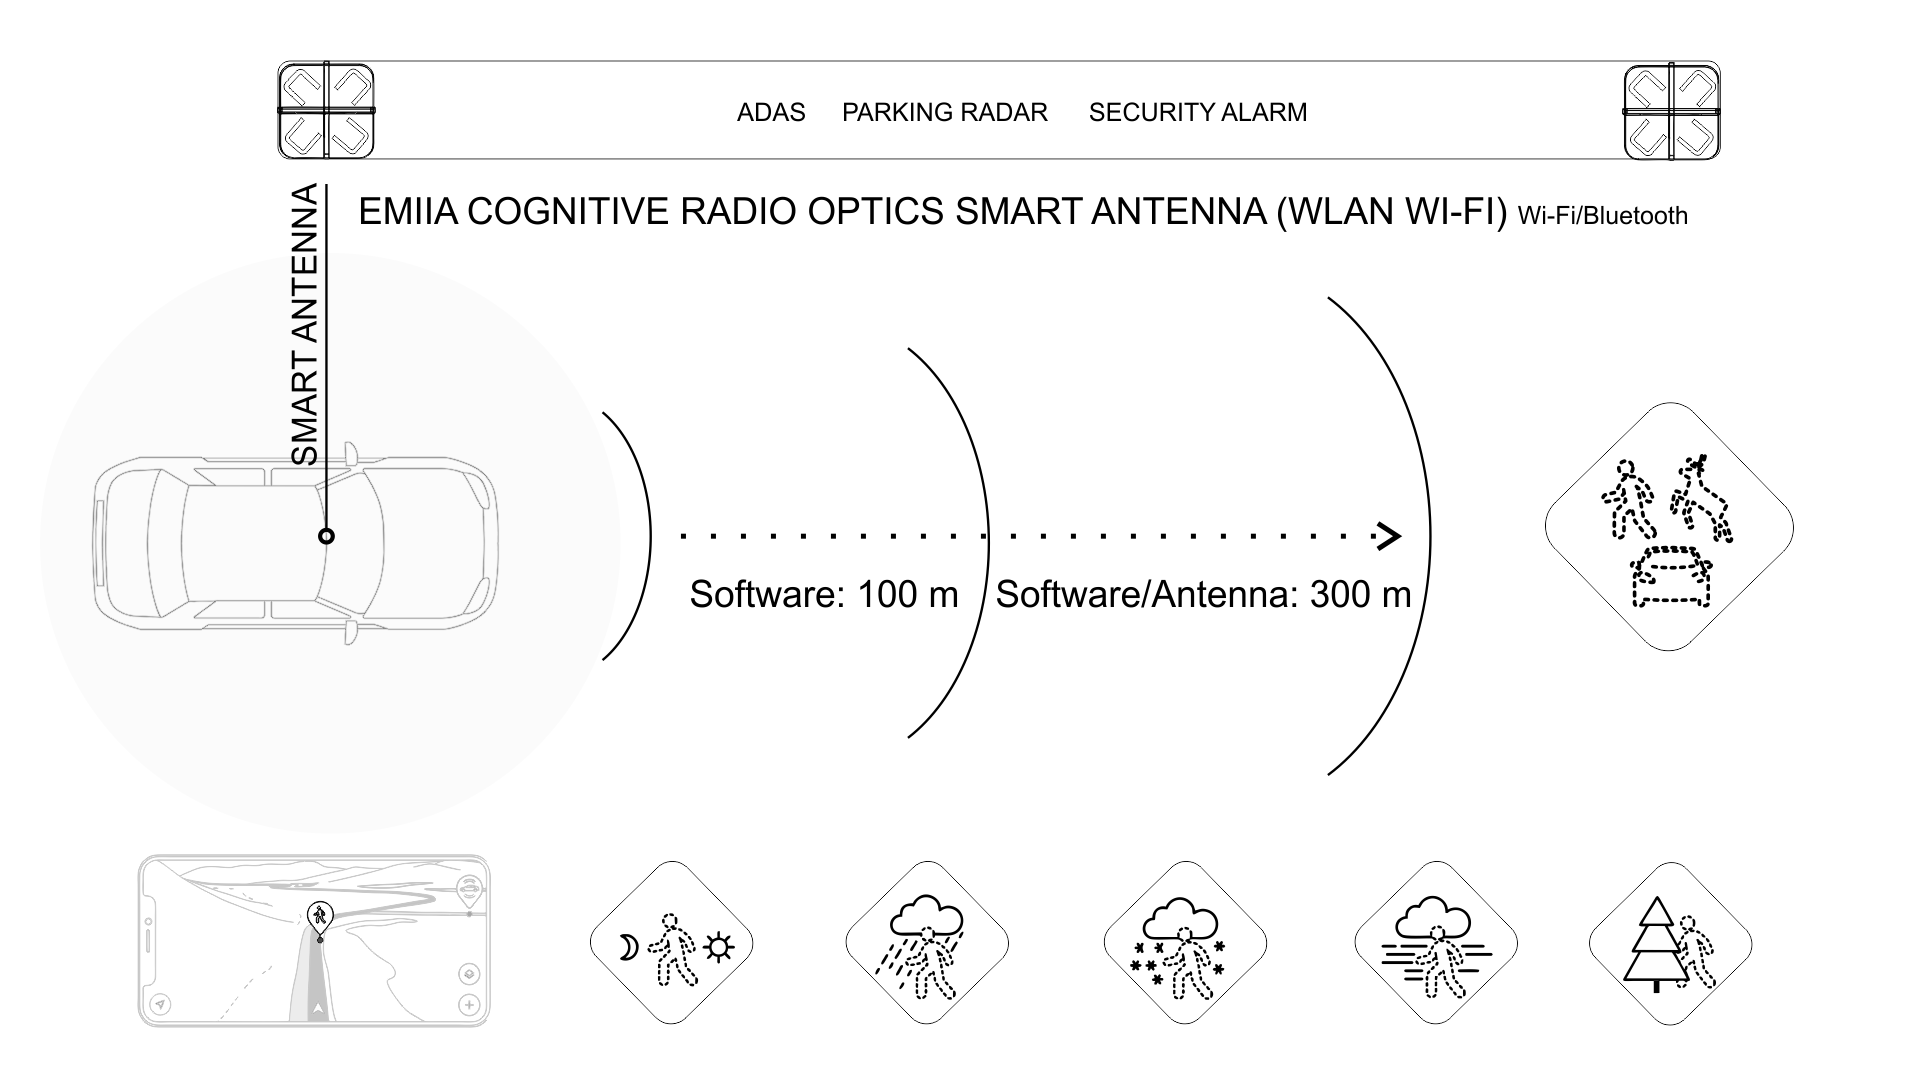 ADAS PARKING RADAR SECURITY ALARM
EMIIA COGNITIVE RADIO OPTICS SMART ANTENNA (WLAN WI-FI) Wi-Fi/Bluetooth
SMART ANTENNA
Software: 100 m
Software/Antenna: 300 m